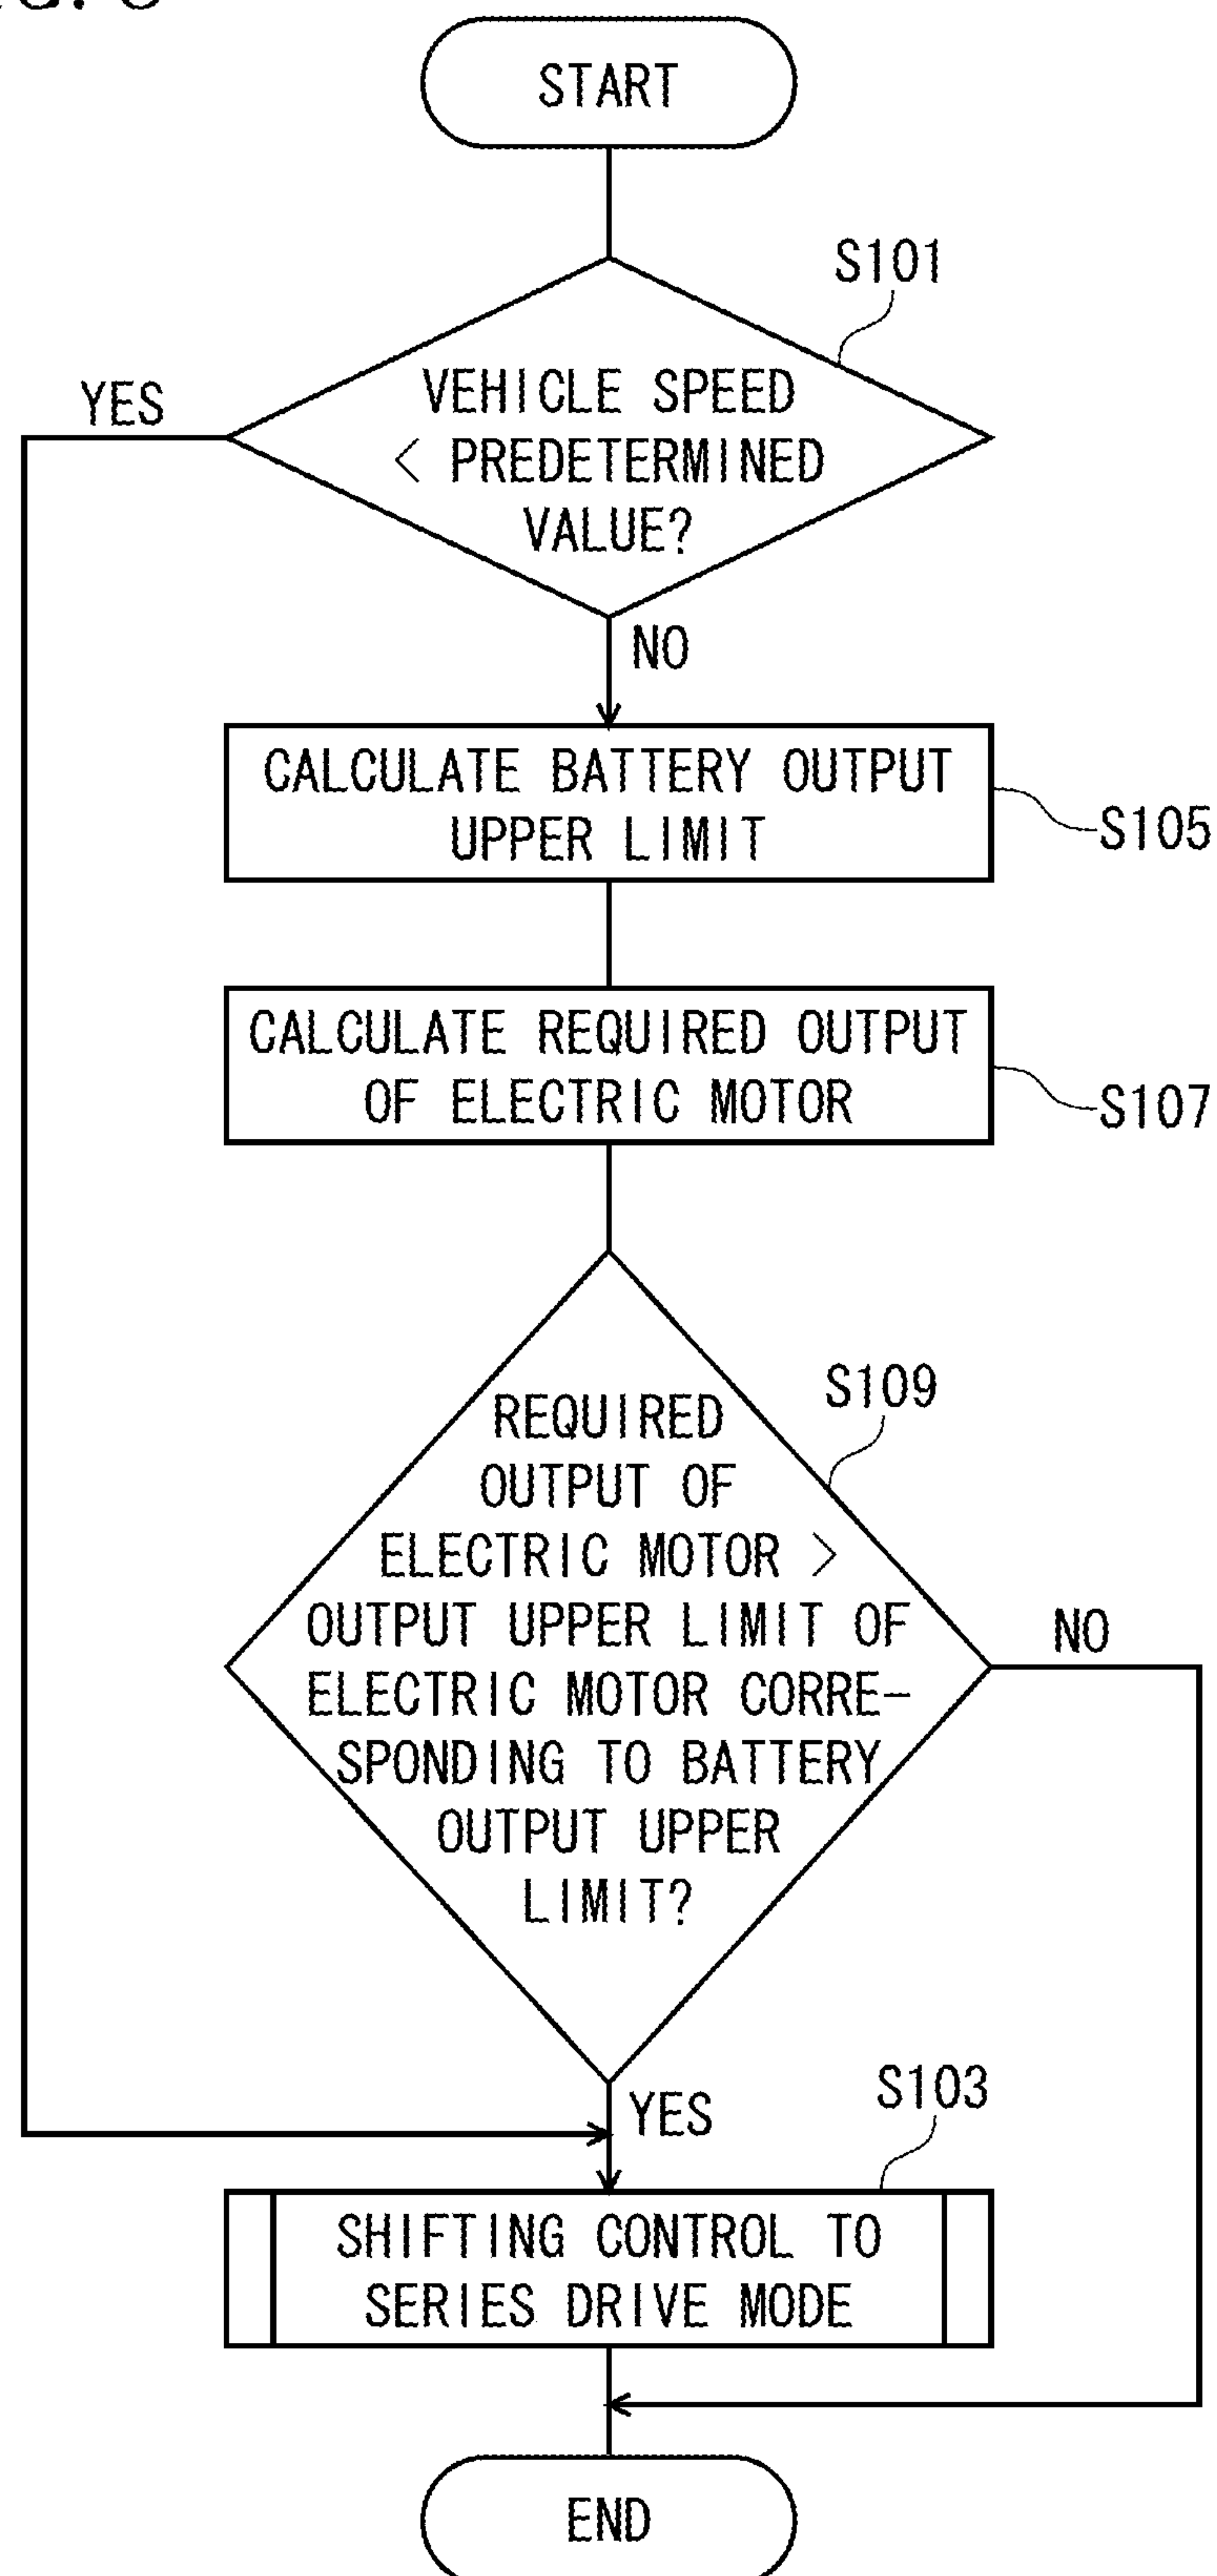 START
S101
YES
VEHICLE SPEED
< PREDETERMINED
VALUE?
NO
CALCULATE BATTERY OUTPUT
UPPER LIMIT
S105
CALCULATE REQUIRED OUTPUT
OF ELECTRIC MOTOR
S107
S109
REQUIRED
OUTPUT OF
ELECTRIC MOTOR >
OUTPUT UPPER LIMIT OF
ELECTRIC MOTOR CORRE-
SPONDING TO BATTERY
OUTPUT UPPER
LIMIT?
NO
YES
S103
SHIFTING CONTROL TO
SERIES DRIVE MODE
END